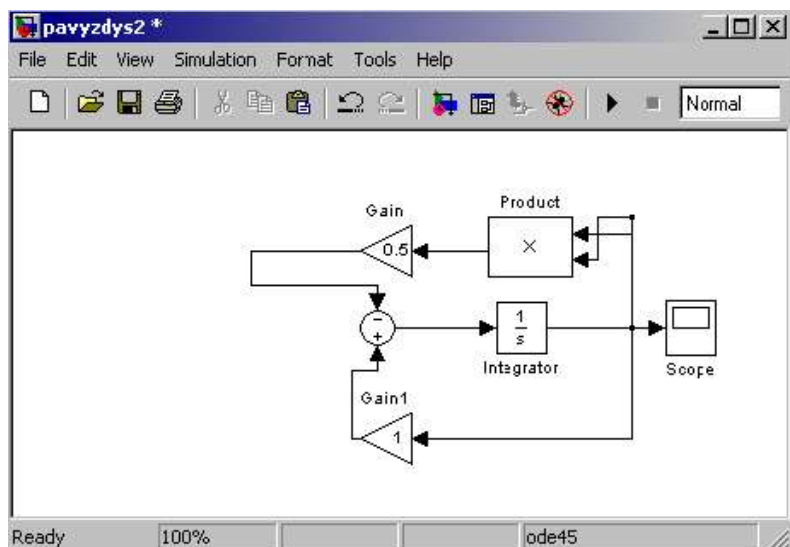 pavyzdys2 *
File Edit View Simulation Format Tools Help
Normal
Product
Gain
0.5
×
−
+
1
s
Integrator
Scope
Gain1
1
Ready 100% ode45